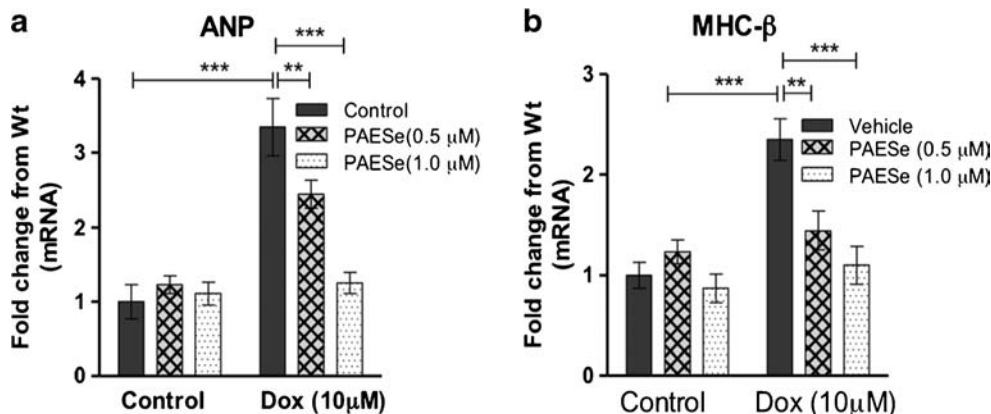 a
ANP
Fold change from Wt
(mRNA)
4
3
2
1
0
***
***
**
Control
PAESe(0.5 μM)
PAESe(1.0 μM)
Control
Dox (10μM)
b
MHC-β
Fold change from Wt
(mRNA)
3
2
1
0
***
***
**
Vehicle
PAESe (0.5 μM)
PAESe (1.0 μM)
Control
Dox (10μM)